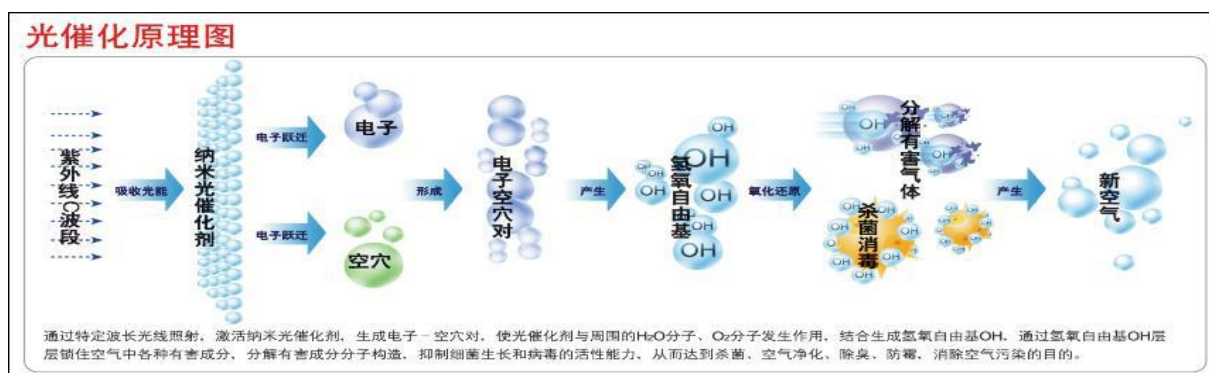 光催化原理图
紫外线C波段
吸收光能
纳米光催化剂
电子跃迁
电子跃迁
电子
空穴
形成
电子空穴对
产生
OH
OH
OH
OH
OH
OH
OH
氢氧自由基
氧化还原
OH
OH
OH
OH
分解有害气体
OH
OH
OH
OH
OH
OH
杀菌消毒
产生
新空气
通过特定波长光线照射，激活纳米光催化剂，生成电子－空穴对，使光催化剂与周围的H₂O分子、O₂分子发生作用，结合生成氢氧自由基OH，通过氢氧自由基OH层
层锁住空气中各种有害成分，分解有害成分分子构造，抑制细菌生长和病毒的活性能力，从而达到杀菌、空气净化、除臭、防霉，消除空气污染的目的。